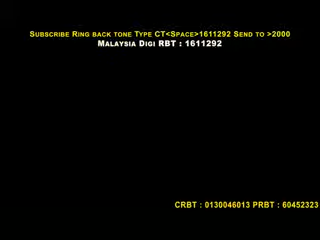 Subscribe Ring back tone Type CT<Space>1611292 Send to >2000
Malaysia Digi RBT : 1611292
CRBT : 0130046013 PRBT : 60452323